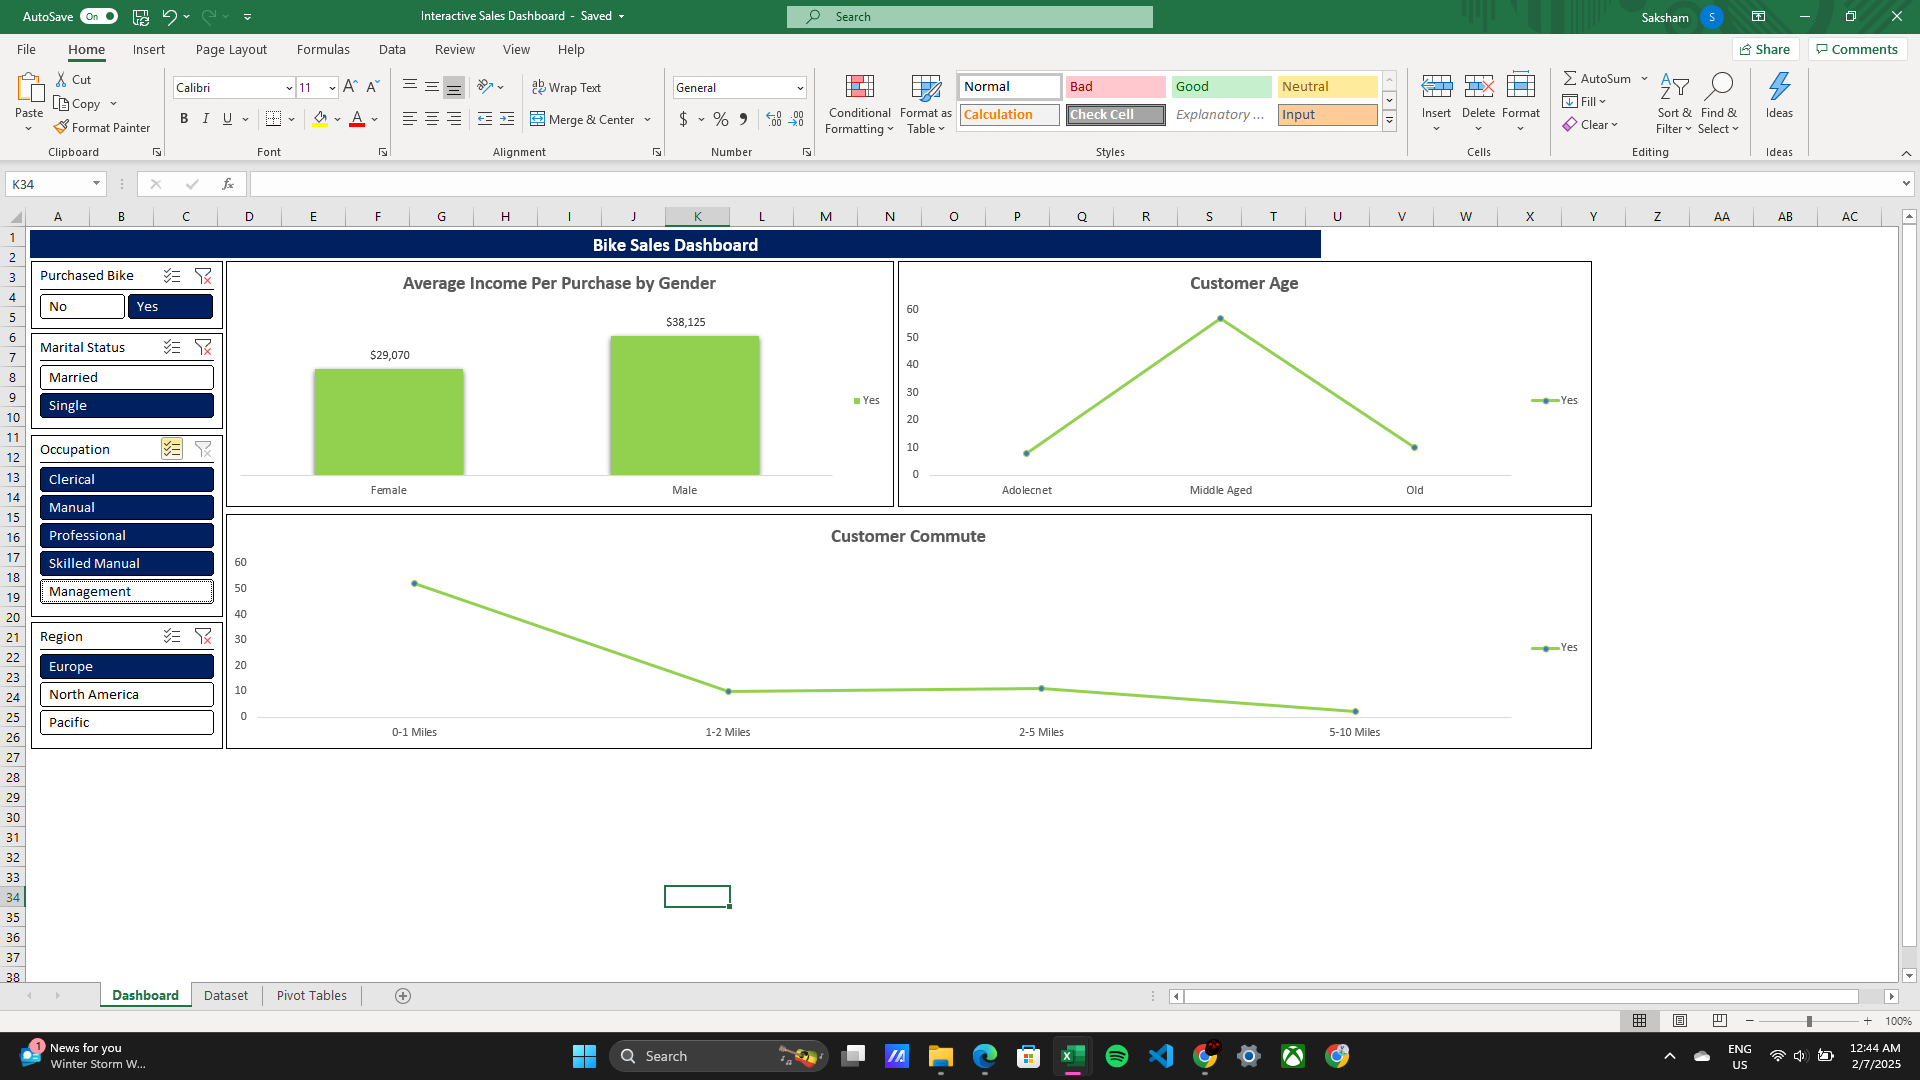 AutoSave On
Interactive Sales Dashboard - Saved
Search
Saksham S
File Home Insert Page Layout Formulas Data Review View Help
Share Comments
Paste
Cut
Copy
Format Painter
Clipboard
Calibri 11
B I U
Font
Wrap Text
Merge & Center
Alignment
General
$ % 9
Number
Conditional Formatting
Format as Table
Normal Bad Good Neutral
Calculation Check Cell Explanatory ... Input
Styles
Insert Delete Format
Cells
AutoSum
Fill
Clear
Sort & Filter
Find & Select
Editing
Ideas
Ideas
K34
fx
A B C D E F G H I J K L M N O P Q R S T U V W X Y Z AA AB AC
1
2
3
4
5
6
7
8
9
10
11
12
13
14
15
16
17
18
19
20
21
22
23
24
25
26
27
28
29
30
31
32
33
34
35
36
37
38
Bike Sales Dashboard
Purchased Bike
No Yes
Marital Status
Married
Single
Occupation
Clerical
Manual
Professional
Skilled Manual
Management
Region
Europe
North America
Pacific
Average Income Per Purchase by Gender
$29,070
$38,125
Yes
Female Male
Customer Age
60
50
40
30
20
10
0
Yes
Adolecnet Middle Aged Old
Customer Commute
60
50
40
30
20
10
0
Yes
0-1 Miles 1-2 Miles 2-5 Miles 5-10 Miles
Dashboard Dataset Pivot Tables
100%
1
News for you
Winter Storm W...
Search
ENG
US
12:44 AM
2/7/2025